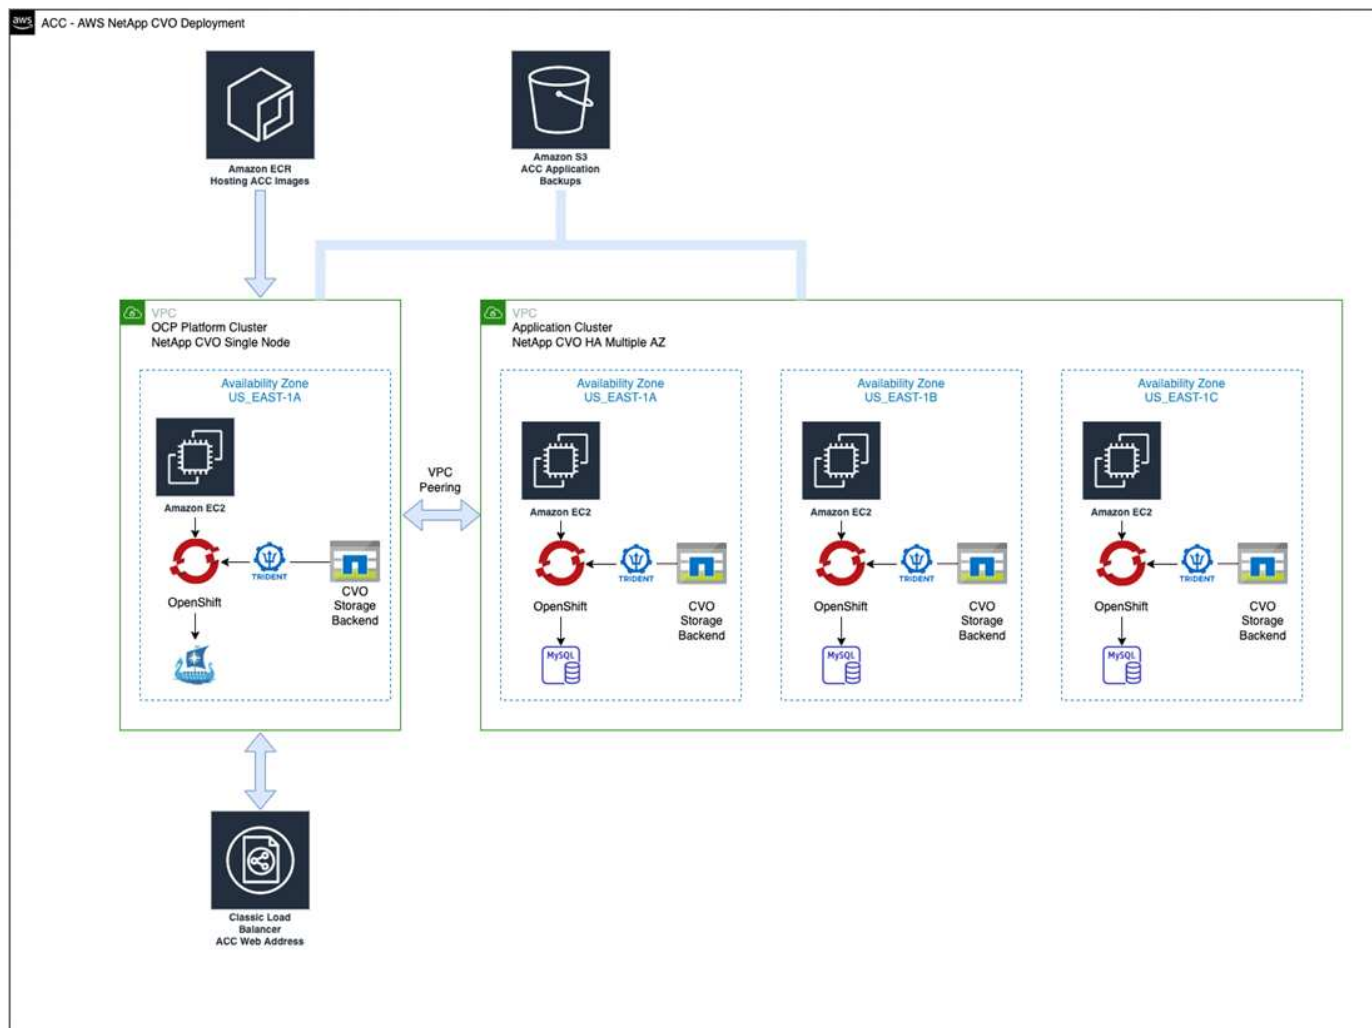 aws
ACC - AWS NetApp CVO Deployment
Amazon ECR
Hosting ACC Images
Amazon S3
ACC Application
Backups
VPC
OCP Platform Cluster
NetApp CVO Single Node
Availability Zone
US_EAST-1A
Amazon EC2
TRIDENT
OpenShift
CVO
Storage
Backend
VPC
Peering
VPC
Application Cluster
NetApp CVO HA Multiple AZ
Availability Zone
US_EAST-1A
Amazon EC2
TRIDENT
OpenShift
CVO
Storage
Backend
MySQL
Availability Zone
US_EAST-1B
Amazon EC2
TRIDENT
OpenShift
CVO
Storage
Backend
MySQL
Availability Zone
US_EAST-1C
Amazon EC2
TRIDENT
OpenShift
CVO
Storage
Backend
MySQL
Classic Load
Balancer
ACC Web Address